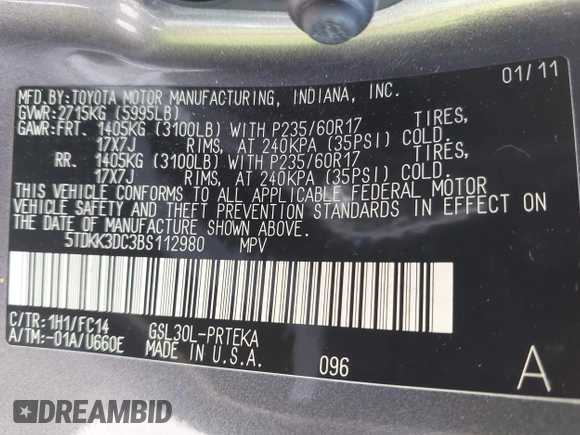 MFD.BY:TOYOTA MOTOR MANUFACTURING, INDIANA, INC. 01/11
GVWR:2715KG (5995LB)
GAWR:FRT. 1405KG (3100LB) WITH P235/60R17 TIRES,
17X7J RIMS, AT 240KPA (35PSI) COLD.
RR. 1405KG (3100LB) WITH P235/60R17 TIRES,
17X7J RIMS, AT 240KPA (35PSI) COLD.
THIS VEHICLE CONFORMS TO ALL APPLICABLE FEDERAL MOTOR
VEHICLE SAFETY AND THEFT PREVENTION STANDARDS IN EFFECT ON
THE DATE OF MANUFACTURE SHOWN ABOVE.
5TDKK3DC3BS112980 MPV
C/TR:1H1/FC14 GSL30L-PRTEKA
A/TM:-01A/U660E MADE IN U.S.A. 096 A
DREAMBID